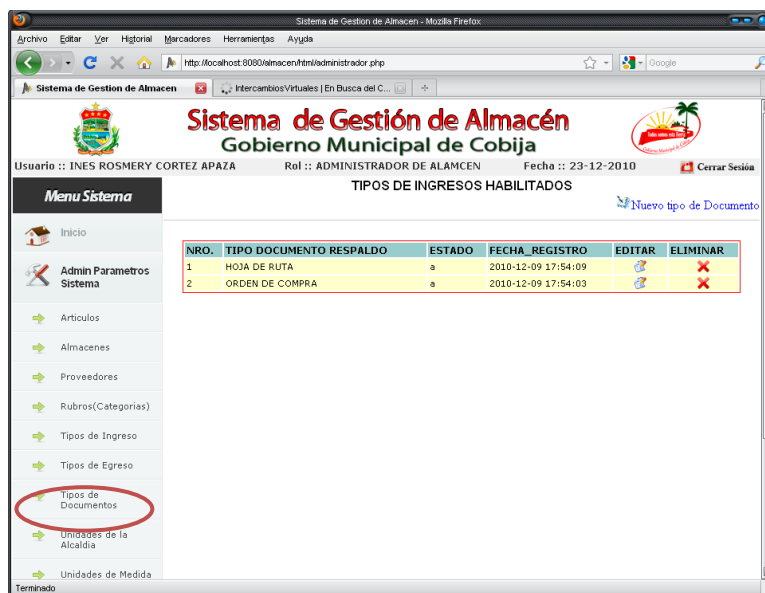 Sistema de Gestion de Almacen - Mozilla Firefox
Archivo Editar Ver Historial Marcadores Herramientas Ayuda
http://localhost:8080/almacen/html/administrador.php
Google
Sistema de Gestion de Almacen
IntercambiosVirtuales | En Busca del C...
Sistema de Gestión de Almacén
Gobierno Municipal de Cobija
Usuario :: INES ROSMERY CORTEZ APAZA Rol :: ADMINISTRADOR DE ALAMCEN Fecha :: 23-12-2010 Cerrar Sesión
Menu Sistema
TIPOS DE INGRESOS HABILITADOS
Nuevo tipo de Documento
Inicio
Admin Parametros
Sistema
Articulos
Almacenes
Proveedores
Rubros(Categorias)
Tipos de Ingreso
Tipos de Egreso
Tipos de
Documentos
Unidades de la
Alcaldia
Unidades de Medida
NRO. TIPO DOCUMENTO RESPALDO ESTADO FECHA_REGISTRO EDITAR ELIMINAR
1 HOJA DE RUTA a 2010-12-09 17:54:09
2 ORDEN DE COMPRA a 2010-12-09 17:54:03
Terminado